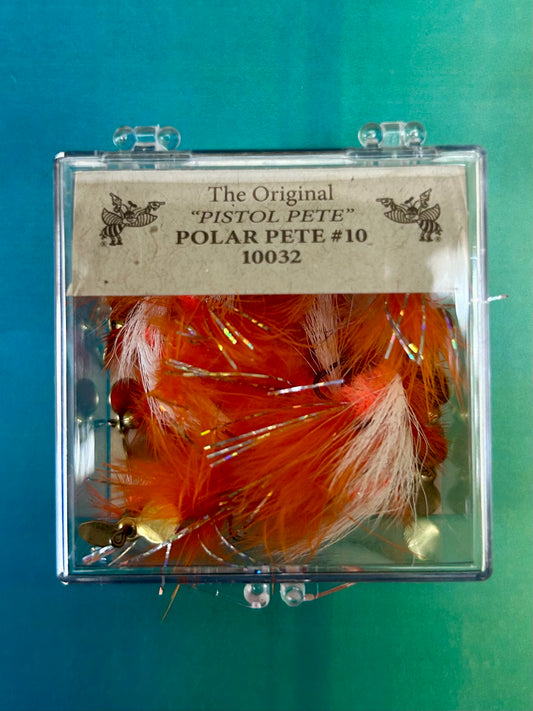 The Original
“PISTOL PETE”
POLAR PETE #10
10032